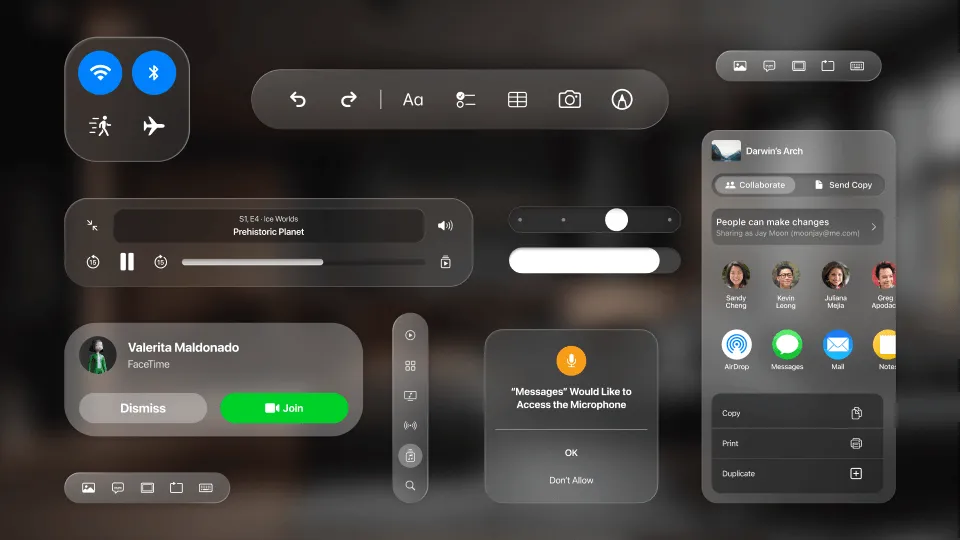 Aa
S1, E4 · Ice Worlds
Prehistoric Planet
15
15
Valerita Maldonado
FaceTime
Dismiss
Join
"Messages" Would Like to
Access the Microphone
OK
Don't Allow
Darwin's Arch
Collaborate
Send Copy
People can make changes
Sharing as Jay Moon (moonjay@me.com)
Sandy
Cheng
Kevin
Leong
Juliana
Mejia
Greg
Apodac
AirDrop
Messages
Mail
Notes
Copy
Print
Duplicate